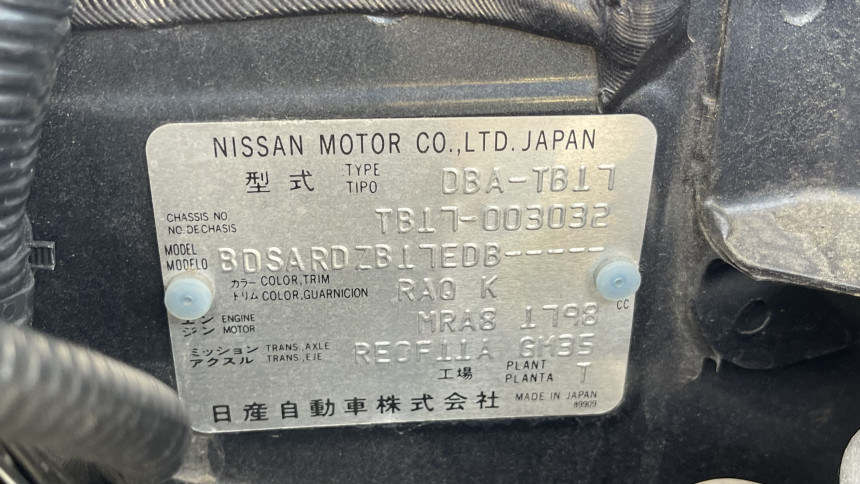 NISSAN MOTOR CO.,LTD. JAPAN
型式 TYPE TIPO DBA-TB17
CHASSIS NO
NO. DE CHASIS TB17-003032
MODEL
MODELO BDSARDZB17EDB-----
カラー COLOR, TRIM
トリム COLOR, GUARNICION RAQ K
エン ENGINE
ジン MOTOR MRA8 1798 CC
ミッション TRANS., AXLE
アクスル TRANS., EJE RE0F11A GM35
工場 PLANT
PLANTA T
日産自動車株式会社 MADE IN JAPAN
89909